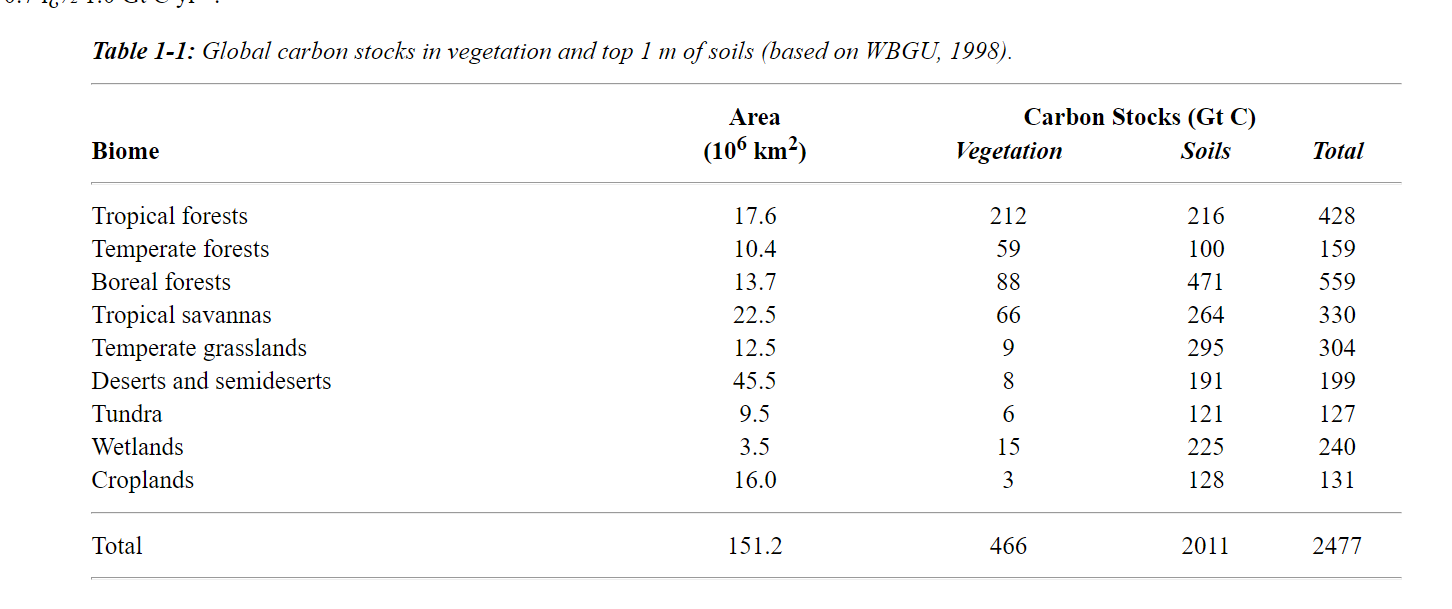 Table 1-1: Global carbon stocks in vegetation and top 1 m of soils (based on WBGU, 1998).
Area Carbon Stocks (Gt C)
Biome (10⁶ km²) Vegetation Soils Total
Tropical forests 17.6 212 216 428
Temperate forests 10.4 59 100 159
Boreal forests 13.7 88 471 559
Tropical savannas 22.5 66 264 330
Temperate grasslands 12.5 9 295 304
Deserts and semideserts 45.5 8 191 199
Tundra 9.5 6 121 127
Wetlands 3.5 15 225 240
Croplands 16.0 3 128 131
Total 151.2 466 2011 2477